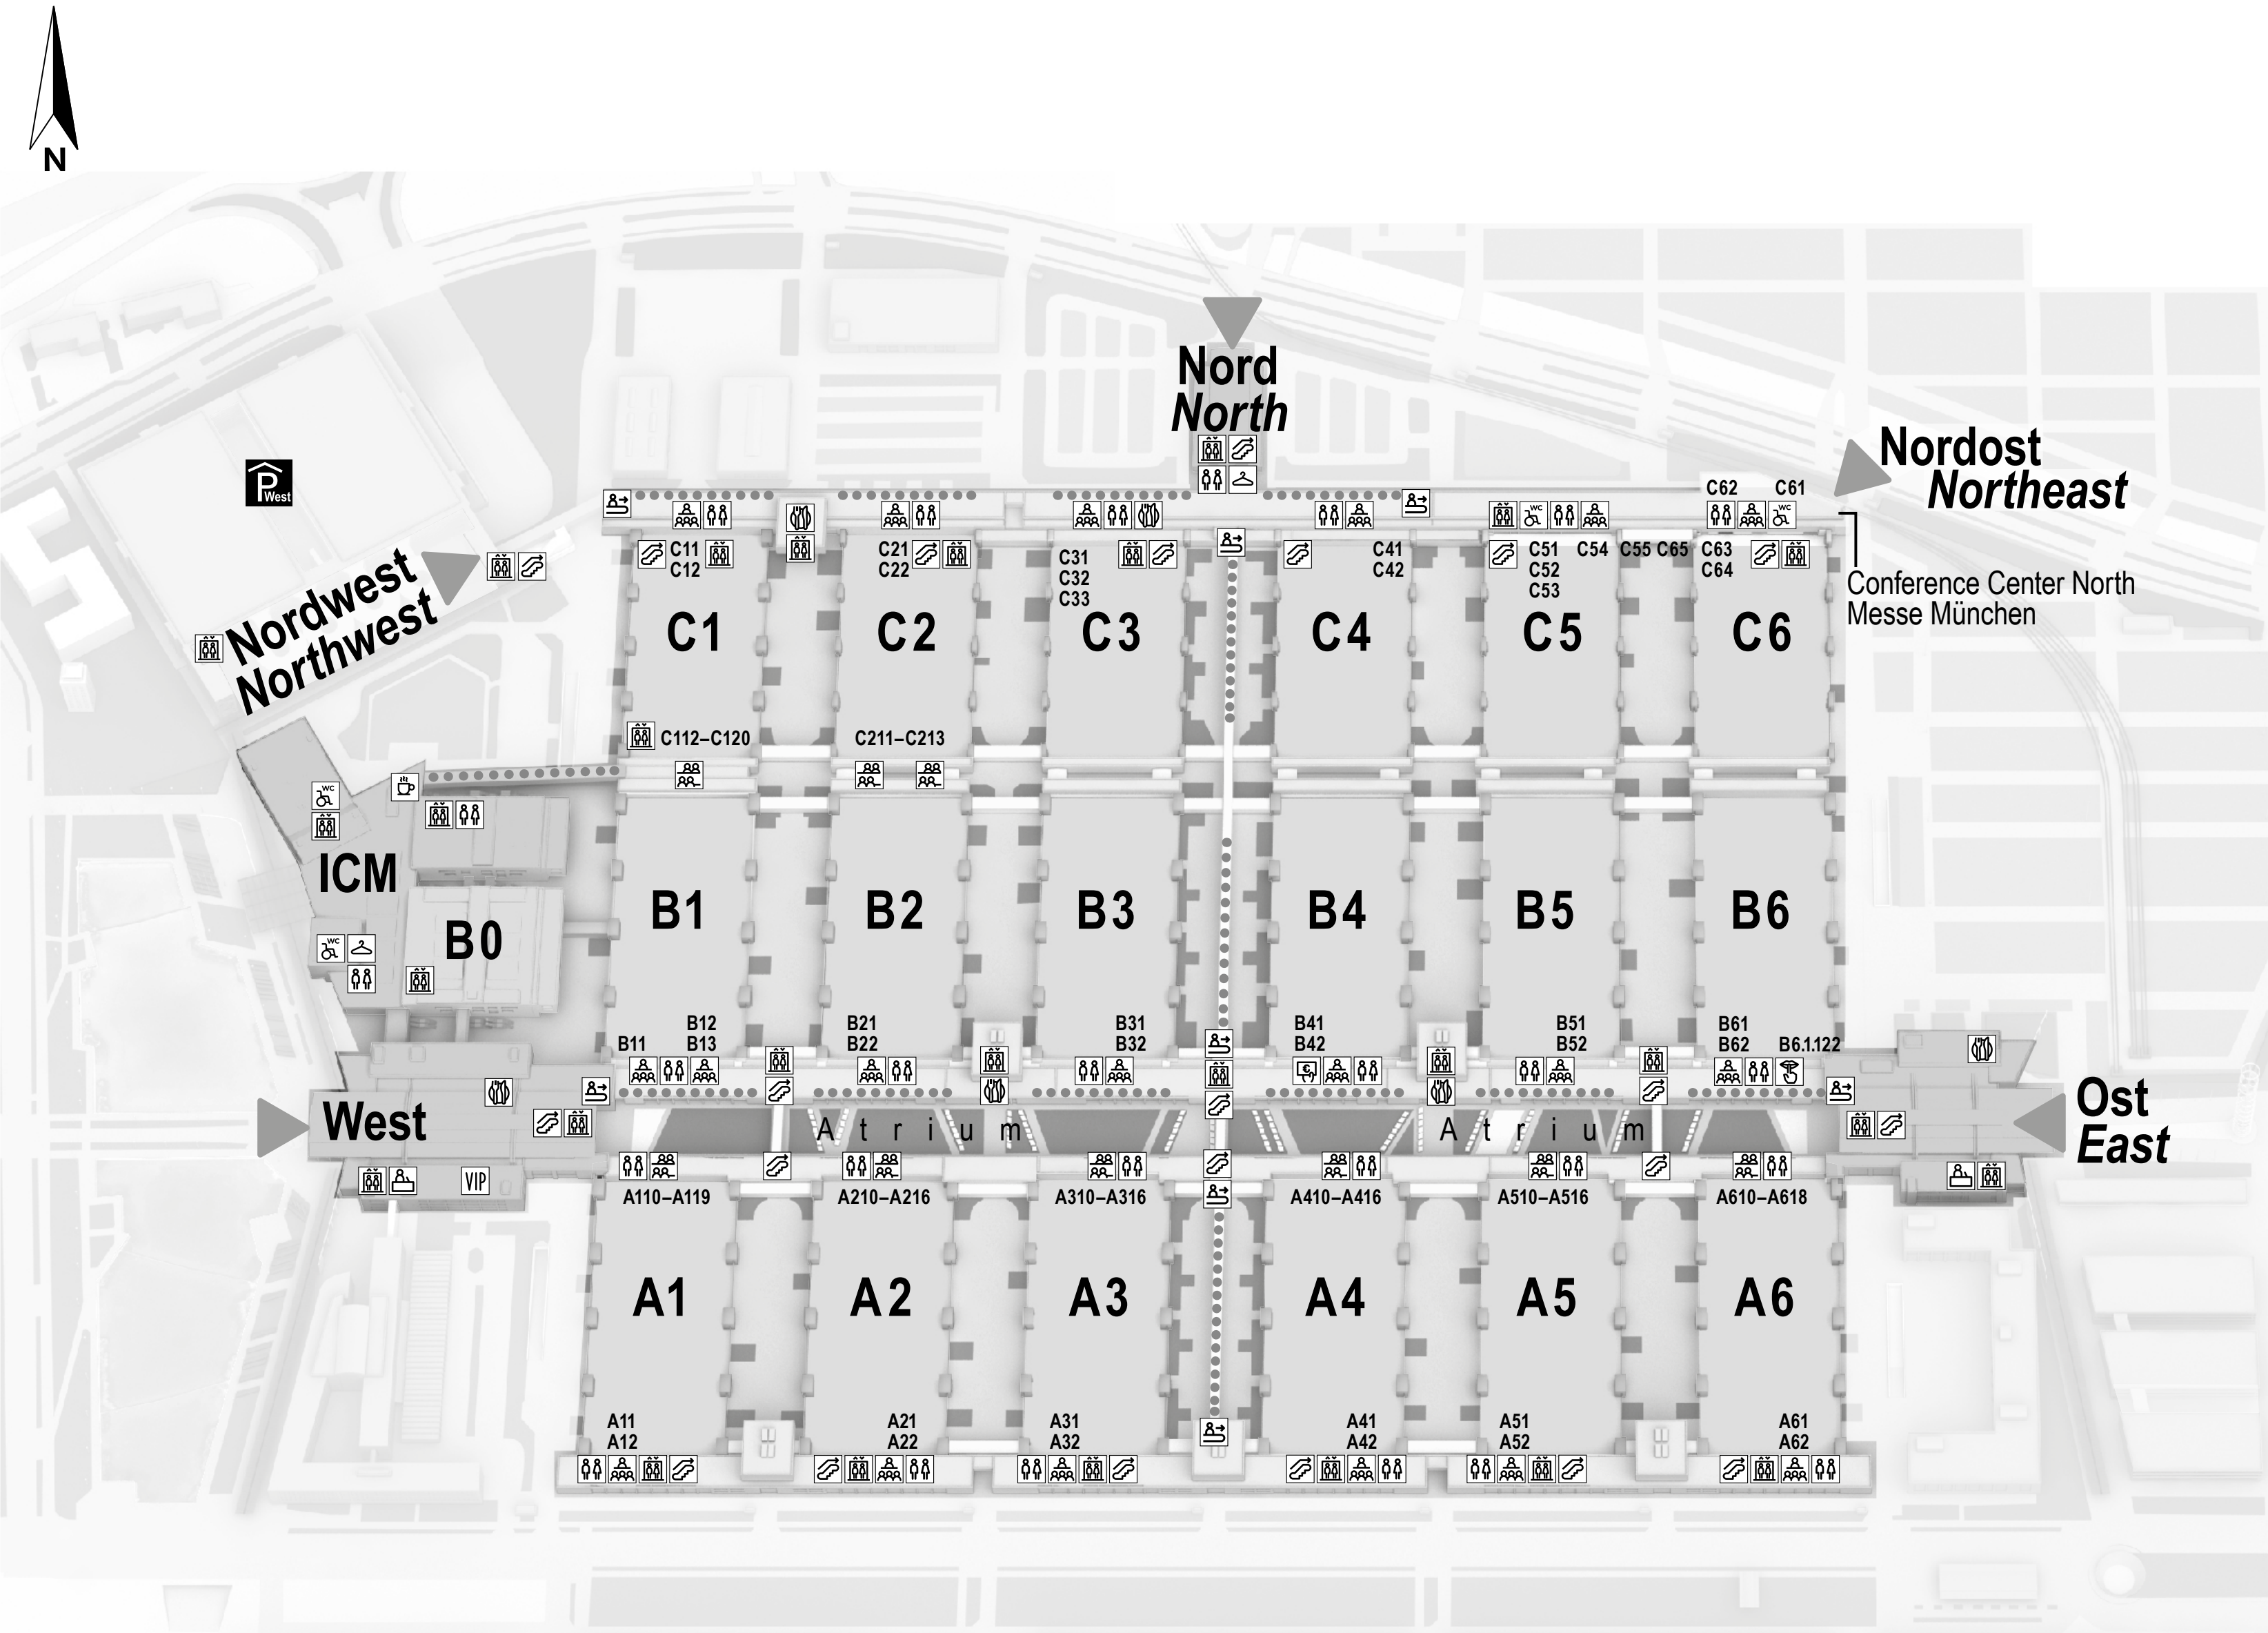 N
Nord
North
Nordost
Northeast
P
West
C62 C61
Nordwest
Northwest
C11
C12
C21
C22
C31
C32
C33
C41
C42
C51 C54 C55 C65 C63
C52 C64
C53
Conference Center North
Messe München
C1 C2 C3 C4 C5 C6
C112–C120 C211–C213
WC
ICM
B0
WC
B1 B2 B3 B4 B5 B6
B11
B12
B13
B21
B22
B31
B32
B41
B42
B51
B52
B61
B62
B6.1.122
West
Atrium Atrium
Ost
East
VIP
A110–A119 A210–A216 A310–A316 A410–A416 A510–A516 A610–A618
A1 A2 A3 A4 A5 A6
A11
A12
A21
A22
A31
A32
A41
A42
A51
A52
A61
A62
WC
WC